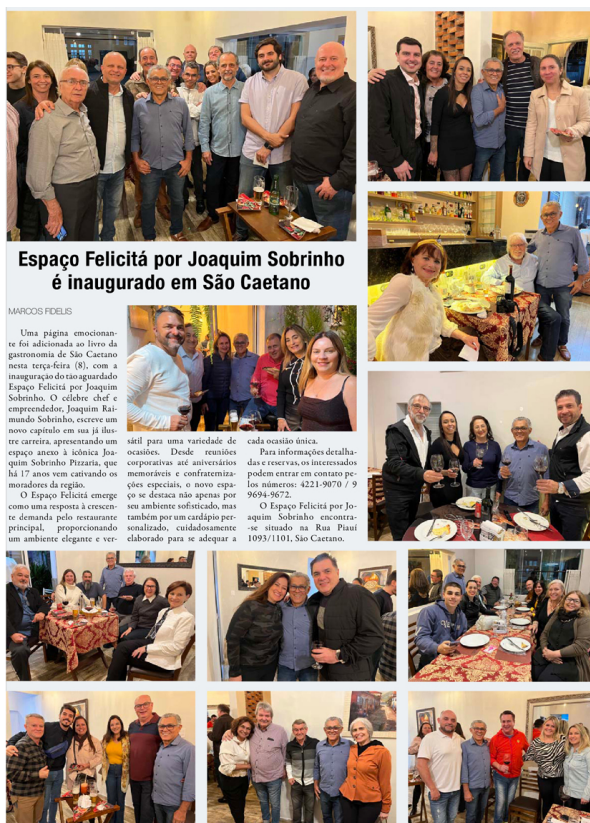 Espaço Felicitá por Joaquim Sobrinho
é inaugurado em São Caetano
MARCOS FIDELIS
Uma página emocionan-
te foi adicionada ao livro da
gastronomia de São Caetano
nesta terça-feira (8), com a
inauguração do tão aguardado
Espaço Felicitá por Joaquim
Sobrinho. O célebre chef e
empreendedor, Joaquim Rai-
mundo Sobrinho, escreve um
novo capítulo em sua já ilus-
tre carreira, apresentando um
espaço anexo à icônica Joa-
quim Sobrinho Pizzaria, que
há 17 anos vem cativando os
moradores da região.
O Espaço Felicitá emerge
como uma resposta à crescen-
te demanda pelo restaurante
principal, proporcionando
um ambiente elegante e ver-
sátil para uma variedade de
ocasiões. Desde reuniões
corporativas até aniversários
memoráveis e confraterniza-
ções especiais, o novo espa-
ço se destaca não apenas por
seu ambiente sofisticado, mas
também por um cardápio per-
sonalizado, cuidadosamente
elaborado para se adequar a
cada ocasião única.
Para informações detalha-
das e reservas, os interessados
podem entrar em contato pe-
los números: 4221-9070 / 9
9694-9672.
O Espaço Felicitá por Jo-
aquim Sobrinho encontra-
-se situado na Rua Piauí
1093/1101, São Caetano.